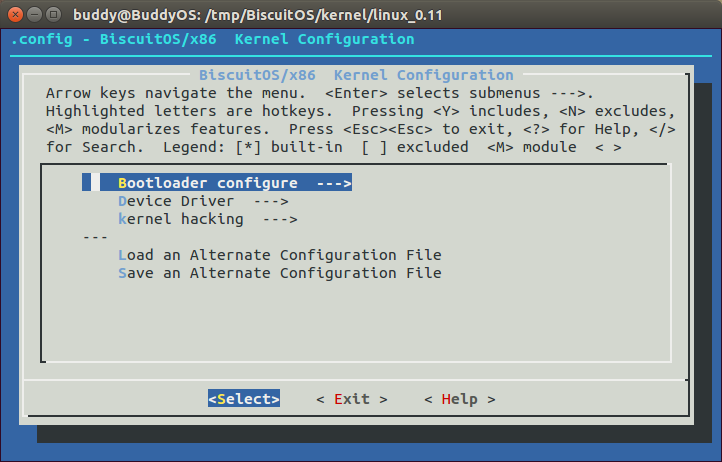 buddy@BuddyOS: /tmp/BiscuitOS/kernel/linux_0.11
.config - BiscuitOS/x86  Kernel Configuration
BiscuitOS/x86  Kernel Configuration
Arrow keys navigate the menu.  <Enter> selects submenus --->.
Highlighted letters are hotkeys.  Pressing <Y> includes, <N> excludes,
<M> modularizes features.  Press <Esc><Esc> to exit, <?> for Help, </>
for Search.  Legend: [*] built-in  [ ] excluded  <M> module  < >
Bootloader configure  --->
Device Driver  --->
kernel hacking  --->
---
Load an Alternate Configuration File
Save an Alternate Configuration File
<Select>    < Exit >    < Help >